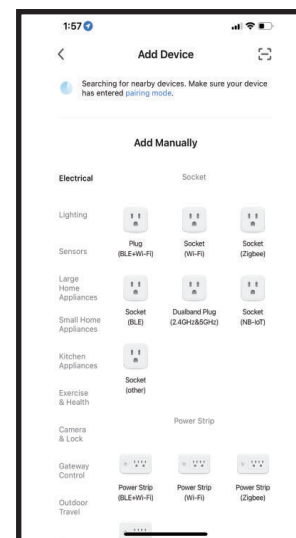 1:57
Add Device
Searching for nearby devices. Make sure your device
has entered pairing mode.
Add Manually
Electrical
Lighting
Sensors
Large
Home
Appliances
Small Home
Appliances
Kitchen
Appliances
Exercise
& Health
Camera
& Lock
Gateway
Control
Outdoor
Travel
Socket
Plug
(BLE+Wi-Fi)
Socket
(Wi-Fi)
Socket
(Zigbee)
Socket
(BLE)
Dualband Plug
(2.4GHz&5GHz)
Socket
(NB-IoT)
Socket
(other)
Power Strip
Power Strip
(BLE+Wi-Fi)
Power Strip
(Wi-Fi)
Power Strip
(Zigbee)